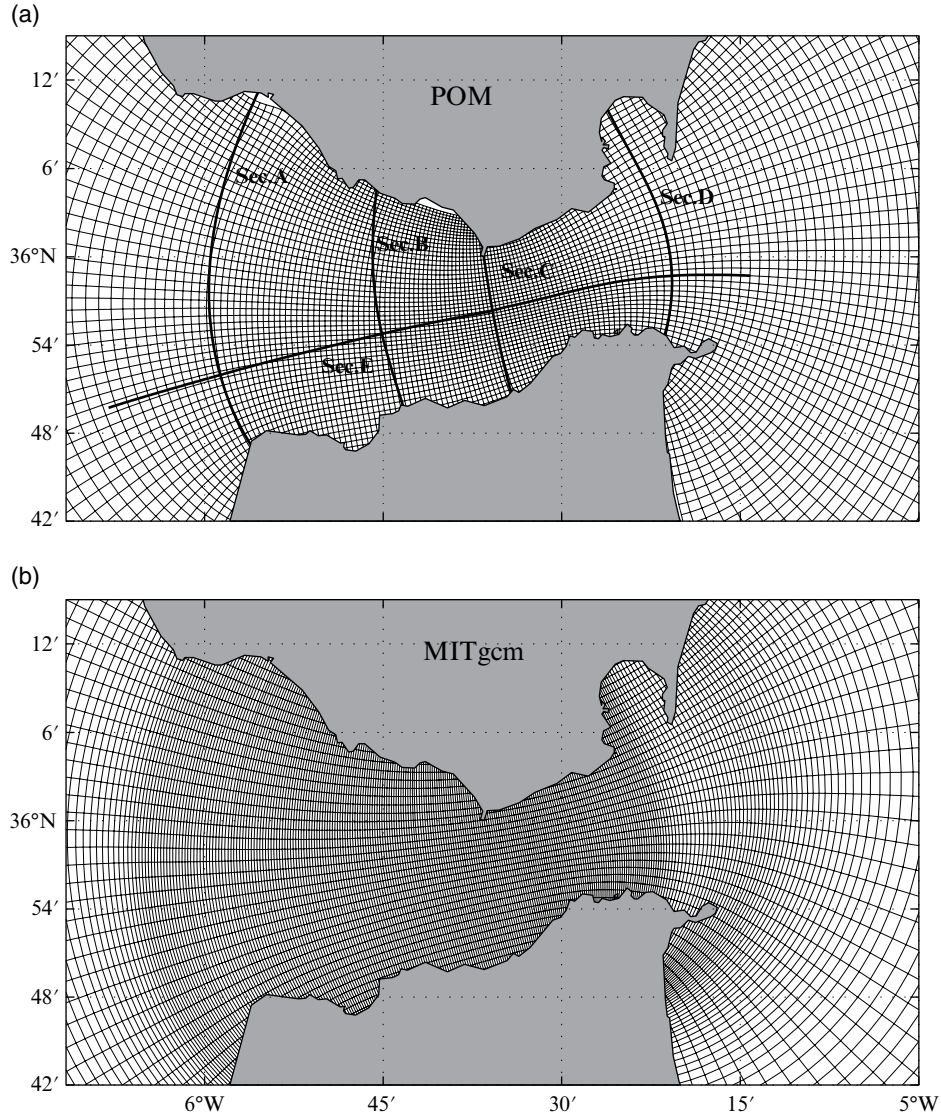 (a)
POM
12′
6′
36°N
54′
48′
42′
Sec.A
Sec.B
Sec.C
Sec.D
Sec.E
(b)
MITgcm
12′
6′
36°N
54′
48′
42′
6°W
45′
30′
15′
5°W